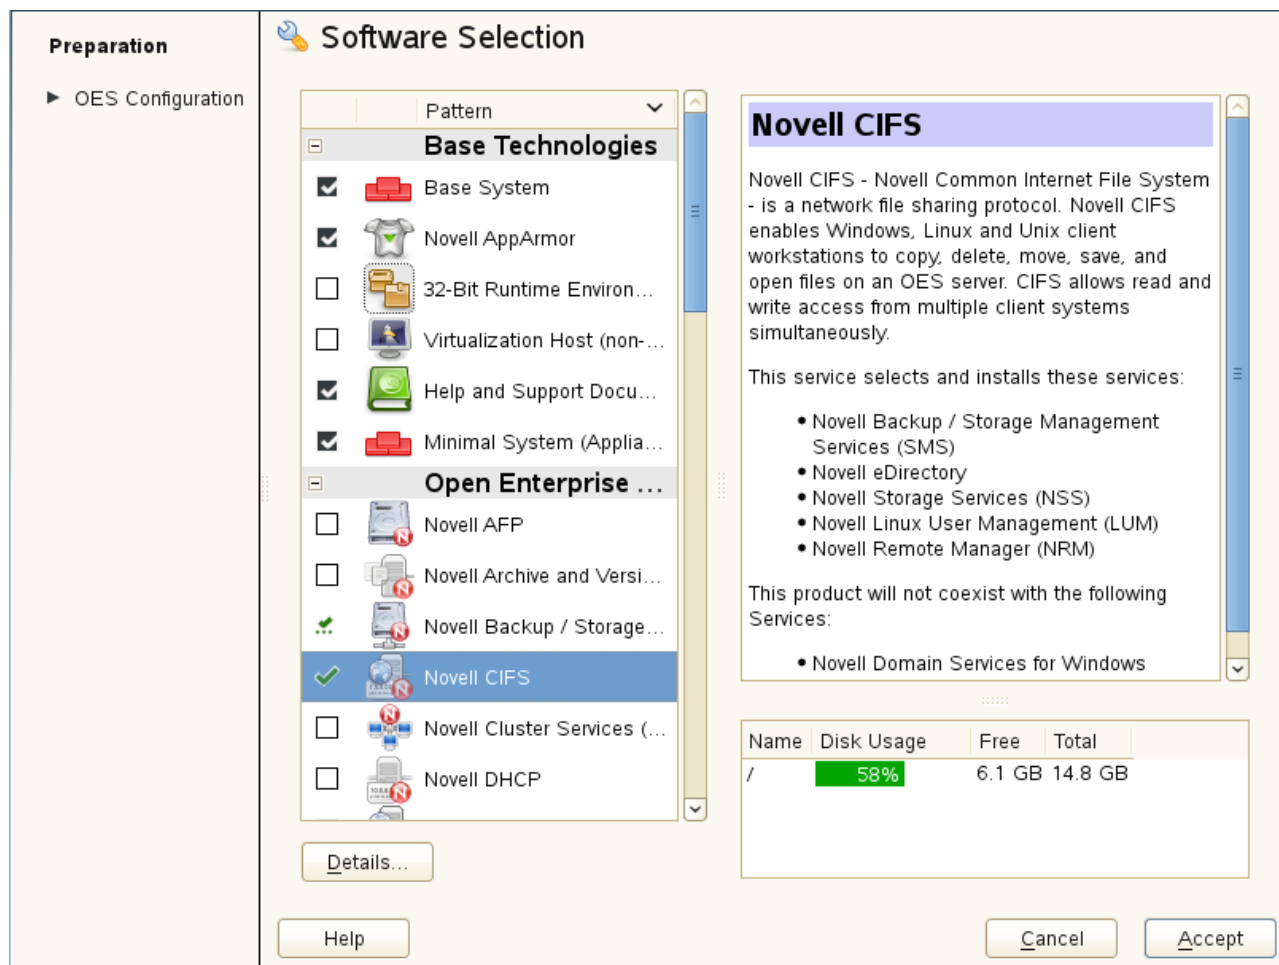 Preparation
OES Configuration
Software Selection
Pattern
Base Technologies
Base System
Novell AppArmor
32-Bit Runtime Environ...
Virtualization Host (non-...
Help and Support Docu...
Minimal System (Applia...
Open Enterprise ...
Novell AFP
Novell Archive and Versi...
Novell Backup / Storage...
Novell CIFS
Novell Cluster Services (...
Novell DHCP
Details...
Novell CIFS
Novell CIFS - Novell Common Internet File System
- is a network file sharing protocol. Novell CIFS
enables Windows, Linux and Unix client
workstations to copy, delete, move, save, and
open files on an OES server. CIFS allows read and
write access from multiple client systems
simultaneously.
This service selects and installs these services:
• Novell Backup / Storage Management
Services (SMS)
• Novell eDirectory
• Novell Storage Services (NSS)
• Novell Linux User Management (LUM)
• Novell Remote Manager (NRM)
This product will not coexist with the following
Services:
• Novell Domain Services for Windows
Name Disk Usage Free Total
/ 58% 6.1 GB 14.8 GB
Help
Cancel
Accept